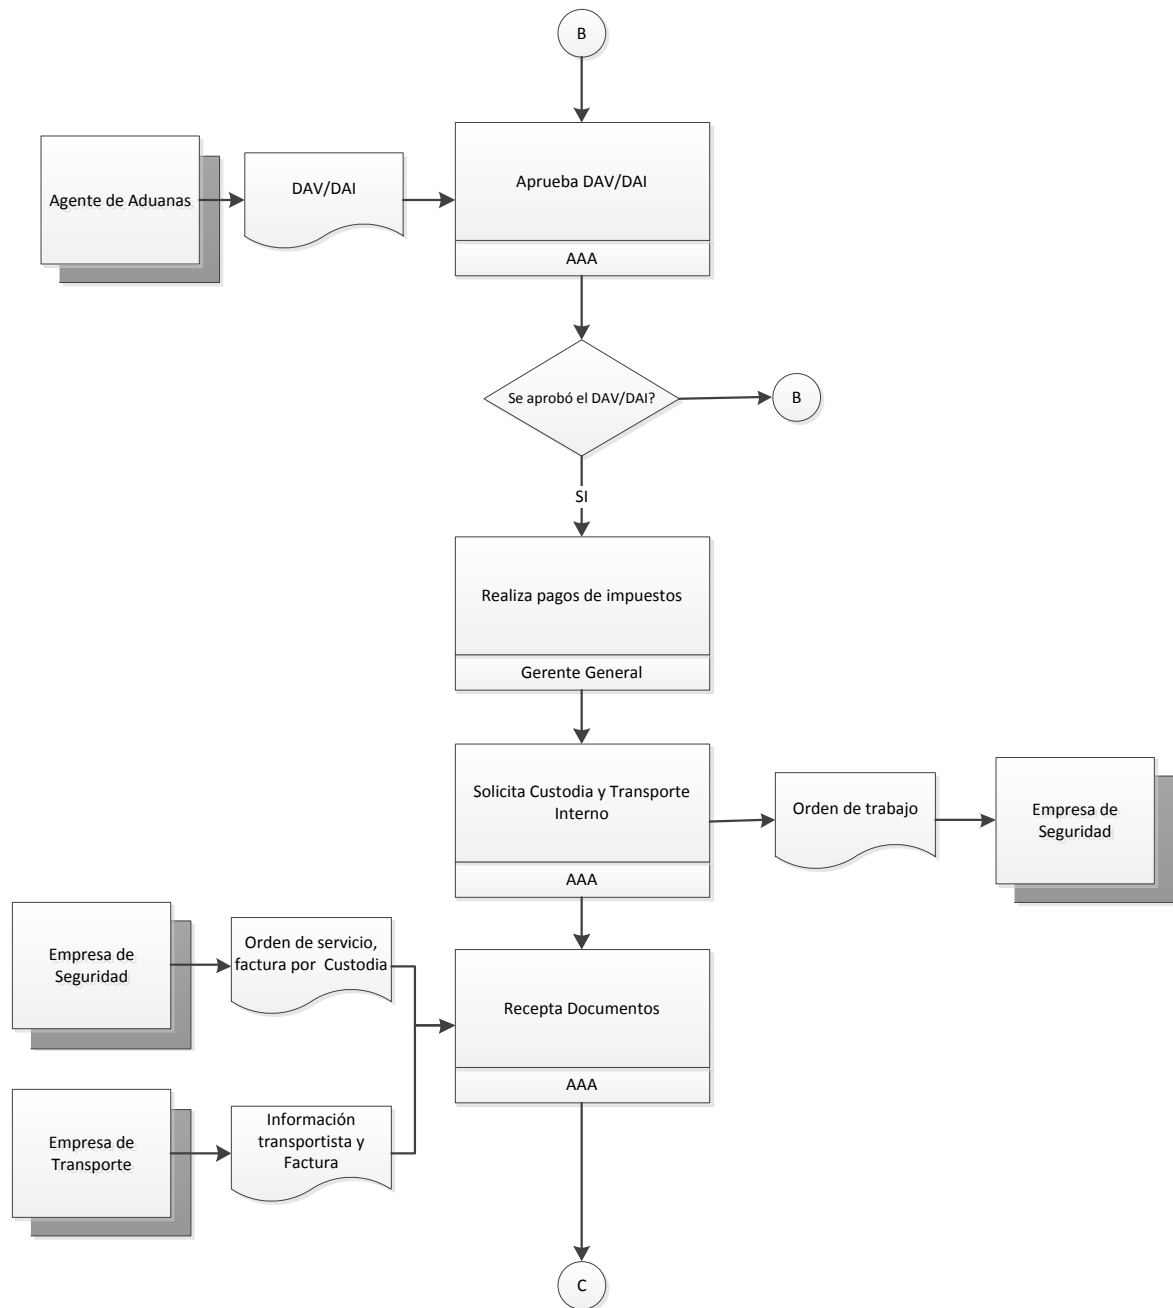 B
Agente de Aduanas
DAV/DAI
Aprueba DAV/DAI
AAA
Se aprobó el DAV/DAI?
B
SI
Realiza pagos de impuestos
Gerente General
Solicita Custodia y Transporte
Interno
AAA
Orden de trabajo
Empresa de
Seguridad
Empresa de
Seguridad
Orden de servicio,
factura por Custodia
Recepta Documentos
AAA
Empresa de
Transporte
Información
transportista y
Factura
C